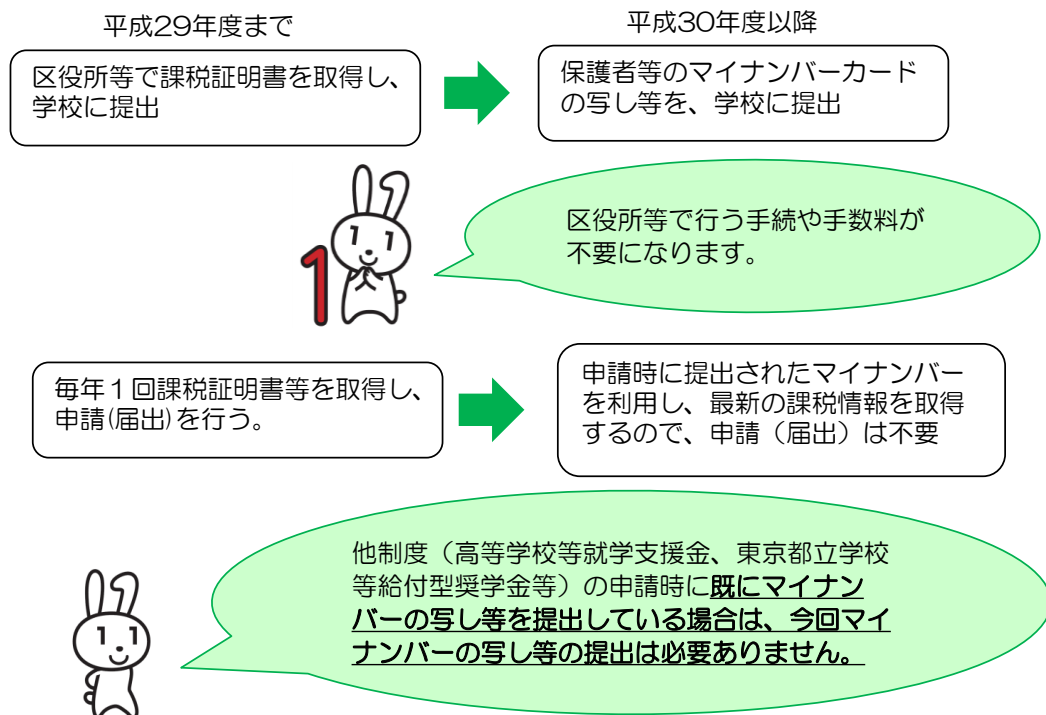 平成29年度まで
平成30年度以降
区役所等で課税証明書を取得し、
学校に提出
保護者等のマイナンバーカード
の写し等を、学校に提出
区役所等で行う手続や手数料が
不要になります。
毎年1回課税証明書等を取得し、
申請(届出)を行う。
申請時に提出されたマイナンバー
を利用し、最新の課税情報を取得
するので、申請（届出）は不要
他制度（高等学校等就学支援金、東京都立学校
等給付型奨学金等）の申請時に既にマイナン
バーの写し等を提出している場合は、今回マイ
ナンバーの写し等の提出は必要ありません。